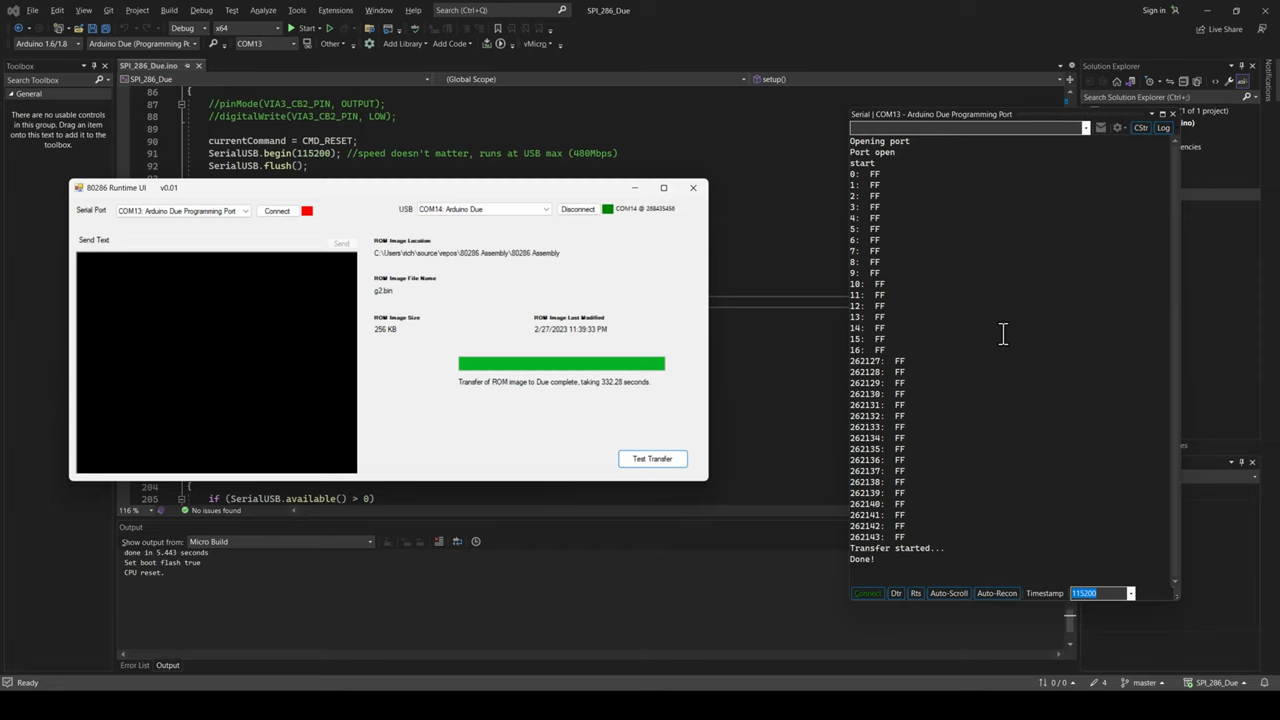 File Edit View Git Project Build Debug Test Analyze Tools Extensions Window Help Search (Ctrl+Q) SPI_286_Due Sign in
Debug x64 Start Live Share
Arduino 1.6/1.8 Arduino Due (Programming P COM13 Other Add Library Add Code vMicro
Toolbox
Search Toolbox
General
There are no usable controls
in this group. Drag an item
onto this text to add it to the
toolbox.
SPI_286_Due.ino
SPI_286_Due (Global Scope) setup()
86 {
87 //pinMode(VIA3_CB2_PIN, OUTPUT);
88 //digitalWrite(VIA3_CB2_PIN, LOW);
89
90 currentCommand = CMD_RESET;
91 SerialUSB.begin(115200); //speed doesn't matter, runs at USB max (480Mbps)
92 SerialUSB.flush();
80286 Runtime UI v0.01
Serial Port COM13: Arduino Due Programming Port Connect USB COM14: Arduino Due Disconnect COM14 @ 268435456
Send Text Send
ROM Image Location
C:\Users\rich\source\repos\80286 Assembly\80286 Assembly
ROM Image File Name
g2.bin
ROM Image Size ROM Image Last Modified
256 KB 2/27/2023 11:39:33 PM
Transfer of ROM image to Due complete, taking 332.28 seconds.
Test Transfer
204 {
205 if (SerialUSB.available() > 0)
116 % No issues found
Output
Show output from: Micro Build
done in 5.443 seconds
Set boot flash true
CPU reset.
Error List Output
Serial | COM13 - Arduino Due Programming Port
CStr Log
Opening port
Port open
start
0: FF
1: FF
2: FF
3: FF
4: FF
5: FF
6: FF
7: FF
8: FF
9: FF
10: FF
11: FF
12: FF
13: FF
14: FF
15: FF
16: FF
262127: FF
262128: FF
262129: FF
262130: FF
262131: FF
262132: FF
262133: FF
262134: FF
262135: FF
262136: FF
262137: FF
262138: FF
262139: FF
262140: FF
262141: FF
262142: FF
262143: FF
Transfer started...
Done!
Connect Dtr Rts Auto-Scroll Auto-Recon Timestamp 115200
Solution Explorer
Search Solution Explorer (Ctrl+;)
of 1 project)
Notifications
Ready 0 / 0 4 master SPI_286_Due